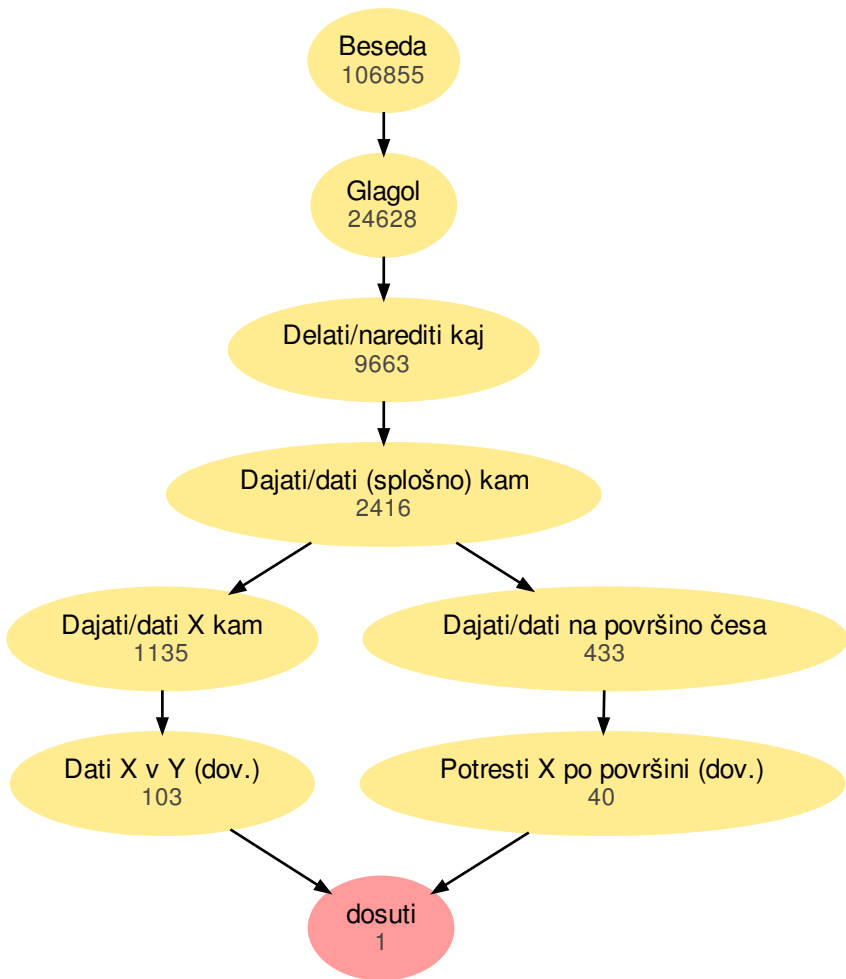 Beseda
106855
Glagol
24628
Delati/narediti kaj
9663
Dajati/dati (splošno) kam
2416
Dajati/dati X kam
1135
Dajati/dati na površino česa
433
Dati X v Y (dov.)
103
Potresti X po površini (dov.)
40
dosuti
1